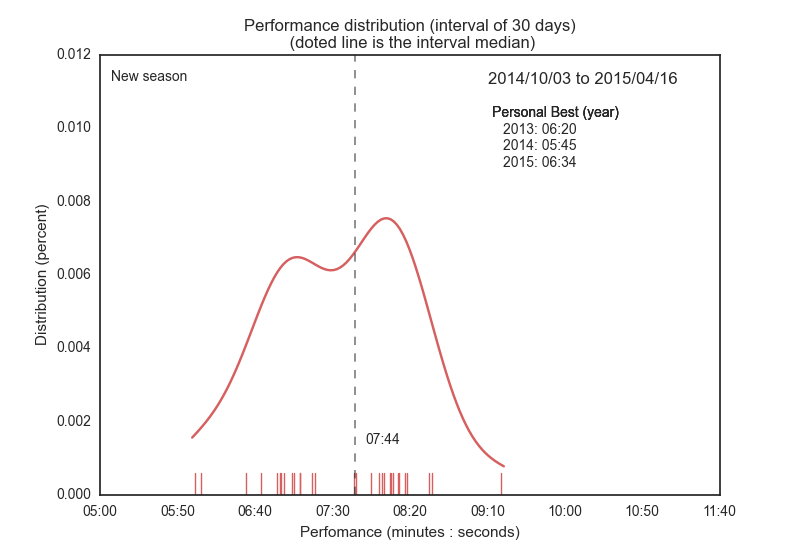 Performance distribution (interval of 30 days)
(doted line is the interval median)
0.012
New season
2014/10/03 to 2015/04/16
Personal Best (year)
2013: 06:20
2014: 05:45
2015: 06:34
0.010
0.008
0.006
0.004
0.002
0.000
Distribution (percent)
07:44
05:00 05:50 06:40 07:30 08:20 09:10 10:00 10:50 11:40
Perfomance (minutes : seconds)